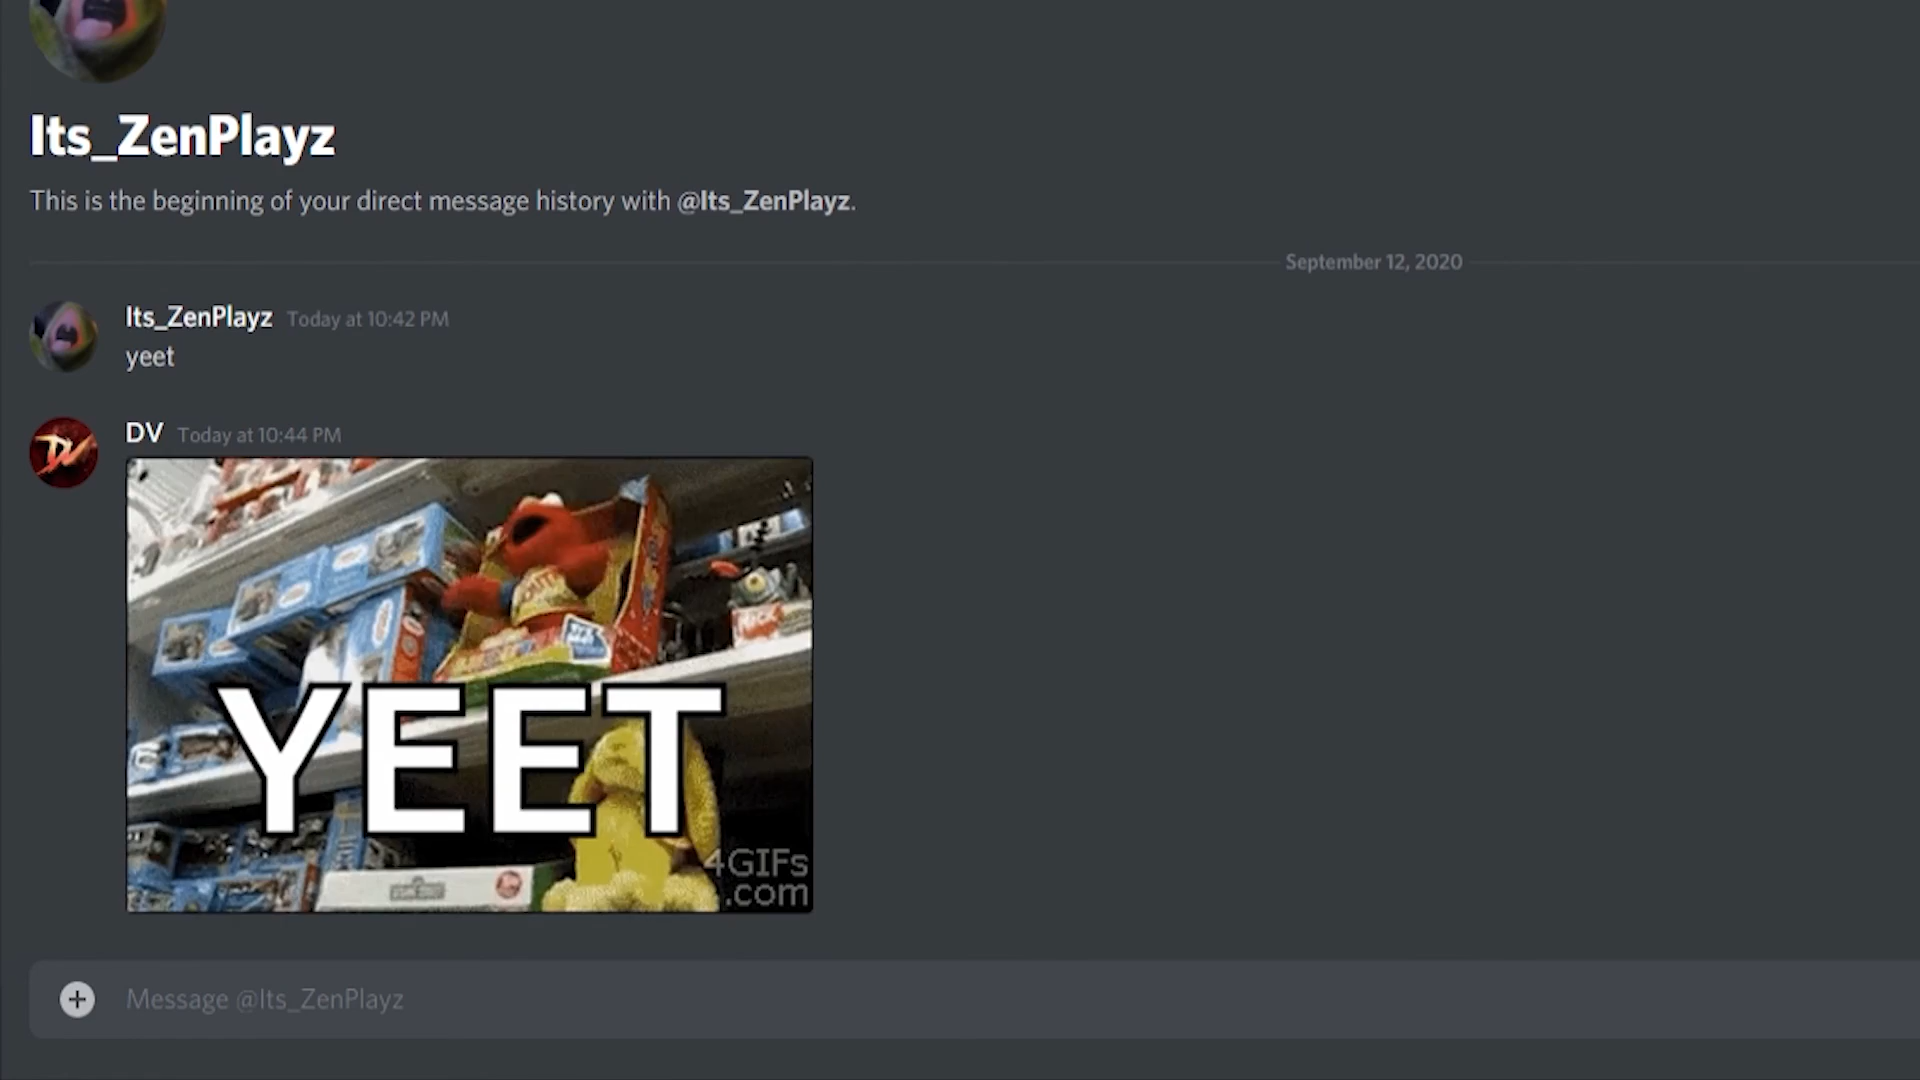 Its_ZenPlayz
This is the beginning of your direct message history with @Its_ZenPlayz.
September 12, 2020
Its_ZenPlayz Today at 10:42 PM
yeet
DV Today at 10:44 PM
YEET
4GIFs
.com
Message @Its_ZenPlayz